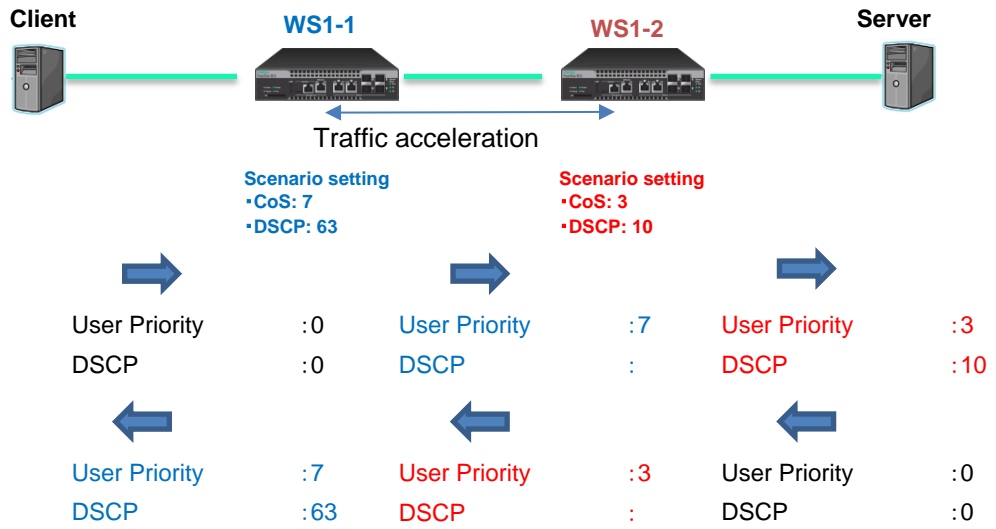 Client
WS1-1
WS1-2
Server
Traffic acceleration
Scenario setting
・CoS: 7
・DSCP: 63
Scenario setting
・CoS: 3
・DSCP: 10
User Priority :0
DSCP :0
User Priority :7
DSCP :
User Priority :3
DSCP :10
User Priority :7
DSCP :63
User Priority :3
DSCP :
User Priority :0
DSCP :0